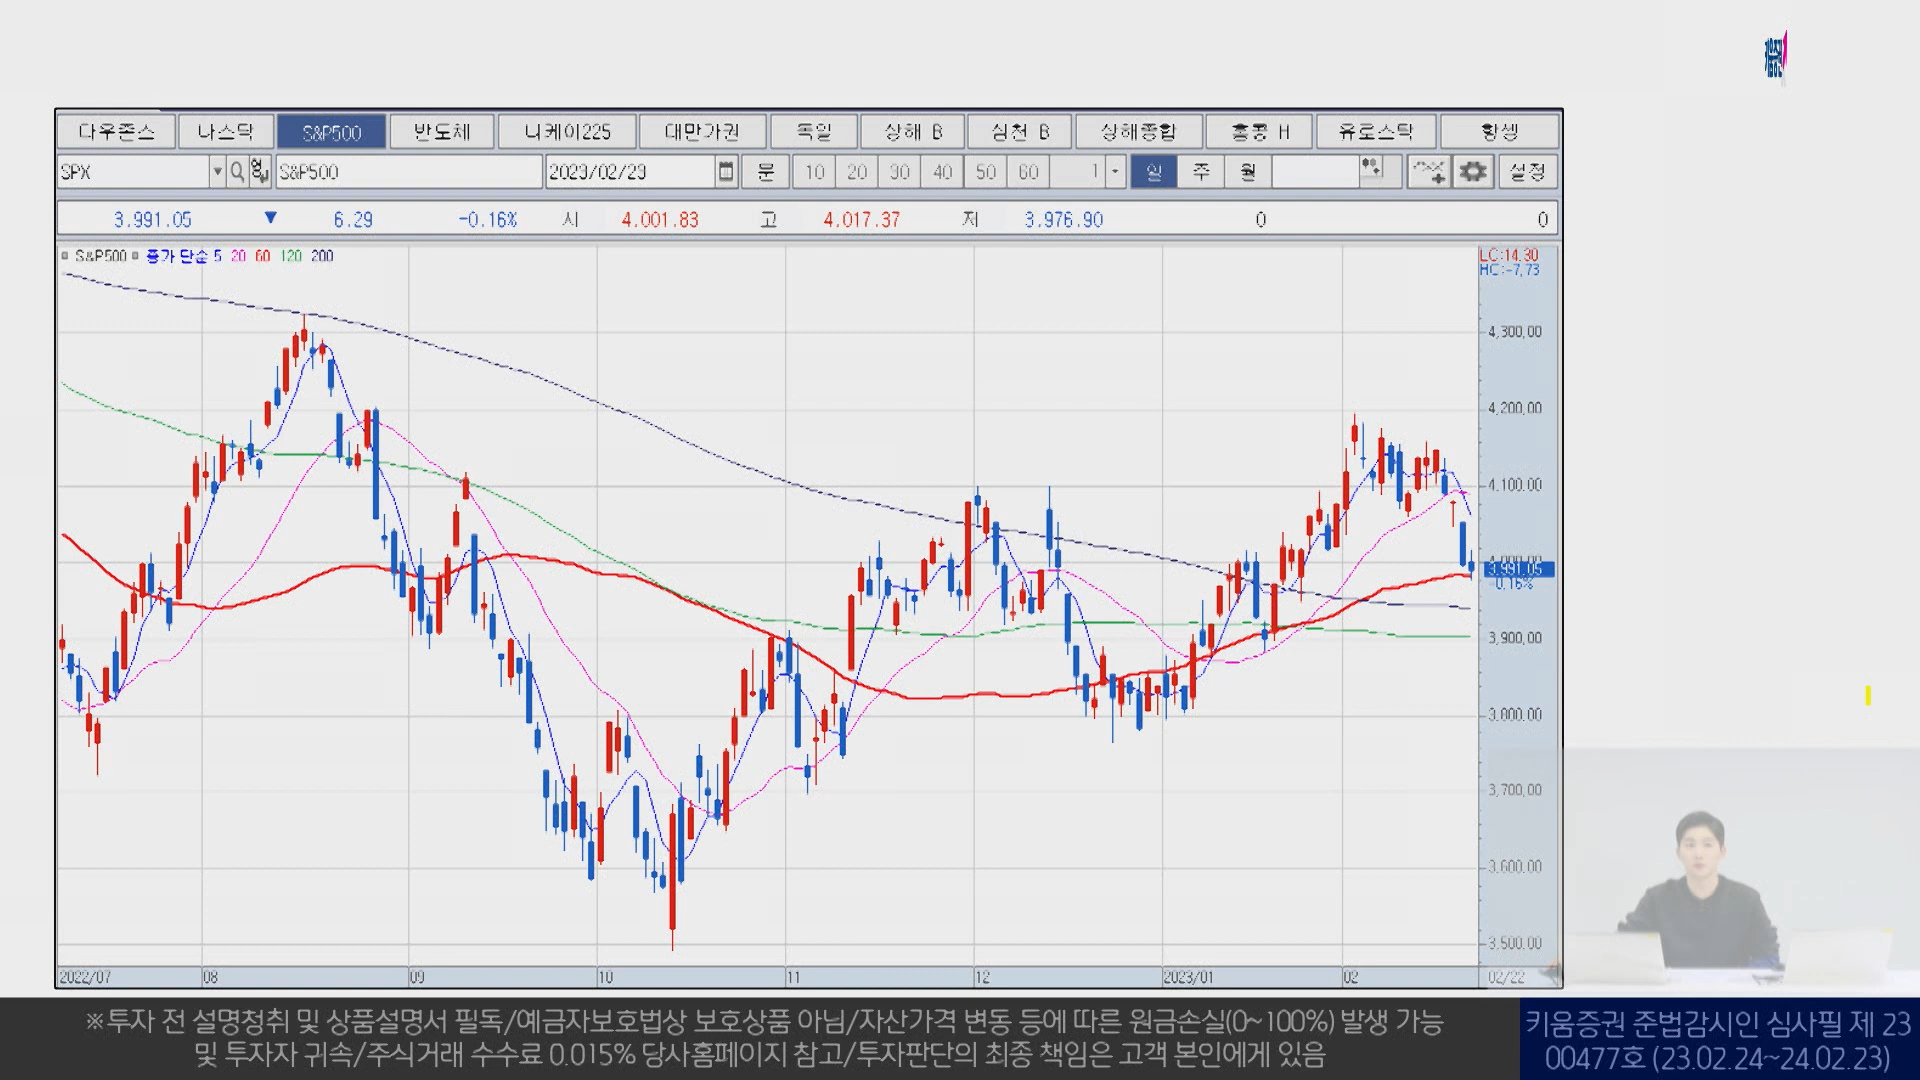 다우존스 나스닥 S&P500 반도체 니케이225 대만가권 독일 상해 B 심천 B 상해종합 홍콩 H 유로스탁 항셍
SPX S&P500 2023/02/23 분 10 20 30 40 50 60 1 일 주 월 설정
3,991.05 ▼ 6.29 -0.16% 시 4,001.83 고 4,017.37 저 3,976.90 0 0
S&P500 종가 단순 5 20 60 120 200
LC:14.30
HC:-7.73
4,300.00
4,200.00
4,100.00
4,000.00
3,991.05
-0.16%
3,900.00
3,800.00
3,700.00
3,600.00
3,500.00
2022/07 08 09 10 11 12 2023/01 02 02/22
※투자 전 설명청취 및 상품설명서 필독/예금자보호법상 보호상품 아님/자산가격 변동 등에 따른 원금손실(0~100%) 발생 가능
및 투자자 귀속/주식거래 수수료 0.015% 당사홈페이지 참고/투자판단의 최종 책임은 고객 본인에게 있음
키움증권 준법감시인 심사필 제 23
00477호 (23.02.24~24.02.23)